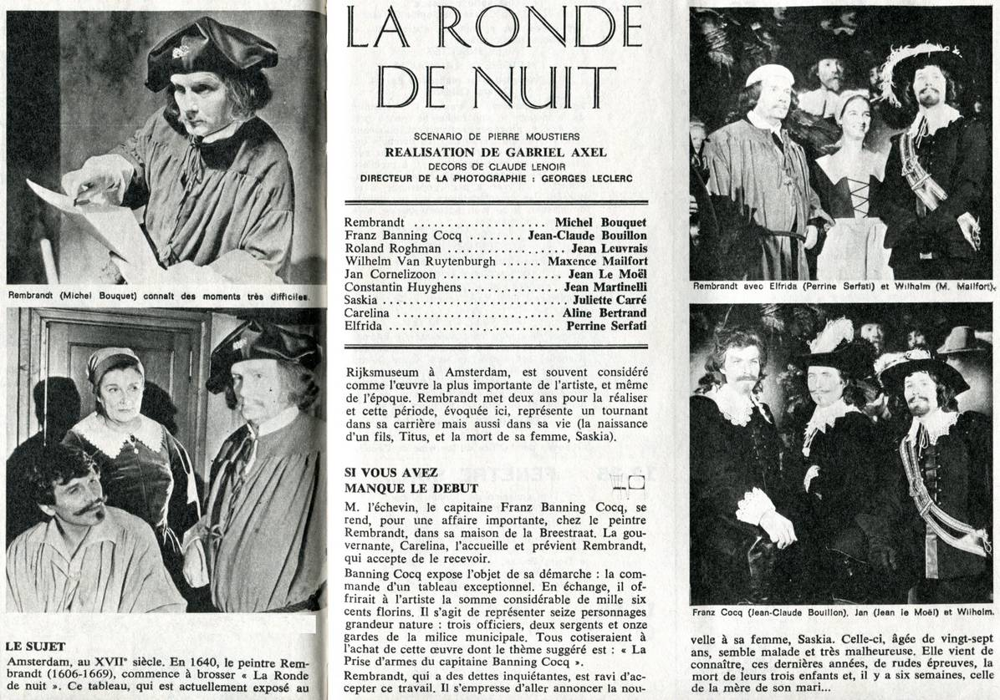 LA RONDE
DE NUIT
SCENARIO DE PIERRE MOUSTIERS
REALISATION DE GABRIEL AXEL
DECORS DE CLAUDE LENOIR
DIRECTEUR DE LA PHOTOGRAPHIE : GEORGES LECLERC
Rembrandt .................... Michel Bouquet
Franz Banning Cocq ........ Jean-Claude Bouillon
Roland Roghman .................. Jean Leuvrais
Wilhelm Van Ruytenburgh ...... Maxence Mailfort
Jan Cornelizoon .................. Jean Le Moël
Constantin Huyghens .............. Jean Martinelli
Saskia ............................ Juliette Carré
Carelina ........................ Aline Bertrand
Elfrida .......................... Perrine Serfati
Rembrandt (Michel Bouquet) connaît des moments très difficiles.
LE SUJET
Amsterdam, au XVIIe siècle. En 1640, le peintre Rem-
brandt (1606-1669), commence à brosser « La Ronde
de nuit ». Ce tableau, qui est actuellement exposé au
Rijksmuseum à Amsterdam, est souvent considéré
comme l'œuvre la plus importante de l'artiste, et même
de l'époque. Rembrandt met deux ans pour la réaliser
et cette période, évoquée ici, représente un tournant
dans sa carrière mais aussi dans sa vie (la naissance
d'un fils, Titus, et la mort de sa femme, Saskia).
SI VOUS AVEZ
MANQUE LE DEBUT
M. l'échevin, le capitaine Franz Banning Cocq, se
rend, pour une affaire importante, chez le peintre
Rembrandt, dans sa maison de la Breestraat. La gou-
vernante, Carelina, l'accueille et prévient Rembrandt,
qui accepte de le recevoir.
Banning Cocq expose l'objet de sa démarche : la com-
mande d'un tableau exceptionnel. En échange, il of-
frirait à l'artiste la somme considérable de mille six
cents florins. Il s'agit de représenter seize personnages
grandeur nature : trois officiers, deux sergents et onze
gardes de la milice municipale. Tous cotiseraient à
l'achat de cette œuvre dont le thème suggéré est : « La
Prise d'armes du capitaine Banning Cocq ».
Rembrandt, qui a des dettes inquiétantes, est ravi d'ac-
cepter ce travail. Il s'empresse d'aller annoncer la nou-
Rembrandt avec Elfrida (Perrine Serfati) et Wilhelm (M. Mailfort).
Franz Cocq (Jean-Claude Bouillon), Jan (Jean le Moël) et Wilholm.
velle à sa femme, Saskia. Celle-ci, âgée de vingt-sept
ans, semble malade et très malheureuse. Elle vient de
connaître, ces dernières années, de rudes épreuves, la
mort de leurs trois enfants et, il y a six semaines, celle
de la mère de son mari...